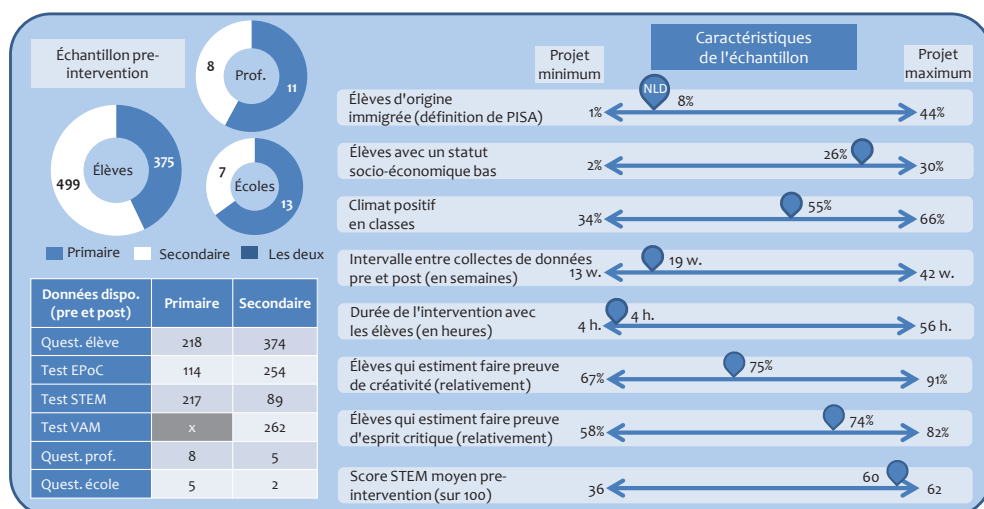 Échantillon pre-
intervention
8
Prof.
11
499
Élèves
375
7
Écoles
13
Primaire
Secondaire
Les deux
Données dispo.
(pre et post)
Primaire
Secondaire
Quest. élève
218
374
Test EPoC
114
254
Test STEM
217
89
Test VAM
x
262
Quest. prof.
8
5
Quest. école
5
2
Projet
minimum
Caractéristiques
de l'échantillon
Projet
maximum
Élèves d'origine
immigrée (définition de PISA)
1%
NLD
8%
44%
Élèves avec un statut
socio-économique bas
2%
26%
30%
Climat positif
en classes
34%
55%
66%
Intervalle entre collectes de données
pre et post (en semaines)
13 w.
19 w.
42 w.
Durée de l'intervention avec
les élèves (en heures)
4 h.
4 h.
56 h.
Élèves qui estiment faire preuve
de créativité (relativement)
67%
75%
91%
Élèves qui estiment faire preuve
d'esprit critique (relativement)
58%
74%
82%
Score STEM moyen pre-
intervention (sur 100)
36
60
62